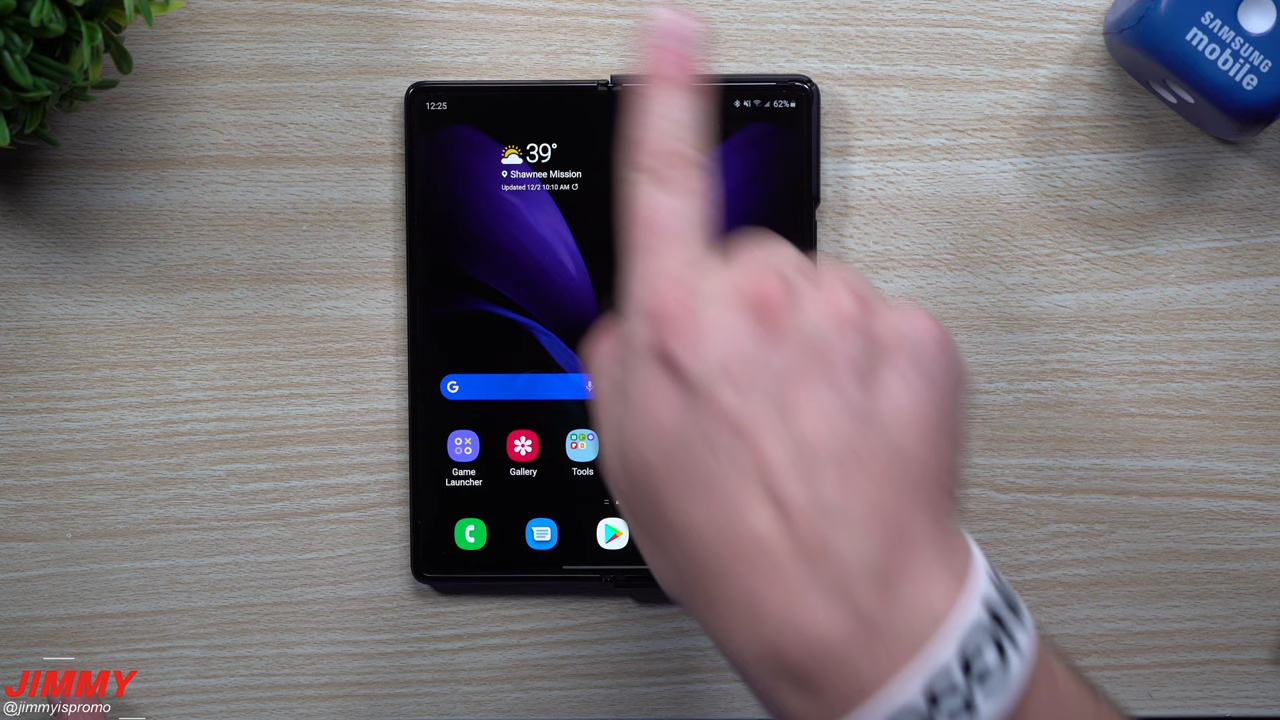 SAMSUNG
mobile
12:25
62%
39°
Shawnee Mission
Updated 12/2 10:10 AM
G
Game
Launcher
Gallery
Tools
JIMMY
@jimmyispromo